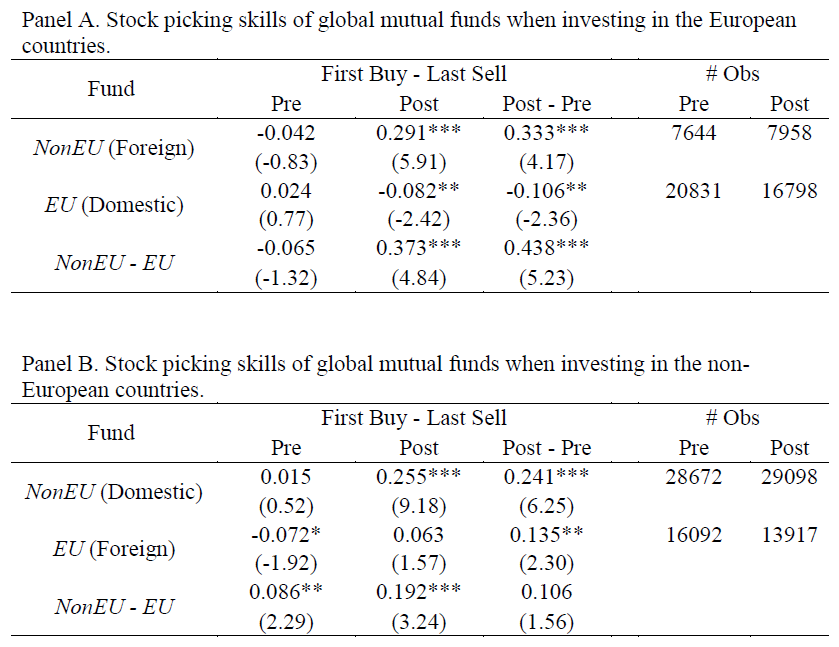 Panel A. Stock picking skills of global mutual funds when investing in the European
countries.
Fund First Buy - Last Sell # Obs
Pre Post Post - Pre Pre Post
NonEU (Foreign) -0.042 0.291*** 0.333*** 7644 7958
(-0.83) (5.91) (4.17)
EU (Domestic) 0.024 -0.082** -0.106** 20831 16798
(0.77) (-2.42) (-2.36)
NonEU - EU -0.065 0.373*** 0.438***
(-1.32) (4.84) (5.23)
Panel B. Stock picking skills of global mutual funds when investing in the non-
European countries.
Fund First Buy - Last Sell # Obs
Pre Post Post - Pre Pre Post
NonEU (Domestic) 0.015 0.255*** 0.241*** 28672 29098
(0.52) (9.18) (6.25)
EU (Foreign) -0.072* 0.063 0.135** 16092 13917
(-1.92) (1.57) (2.30)
NonEU - EU 0.086** 0.192*** 0.106
(2.29) (3.24) (1.56)